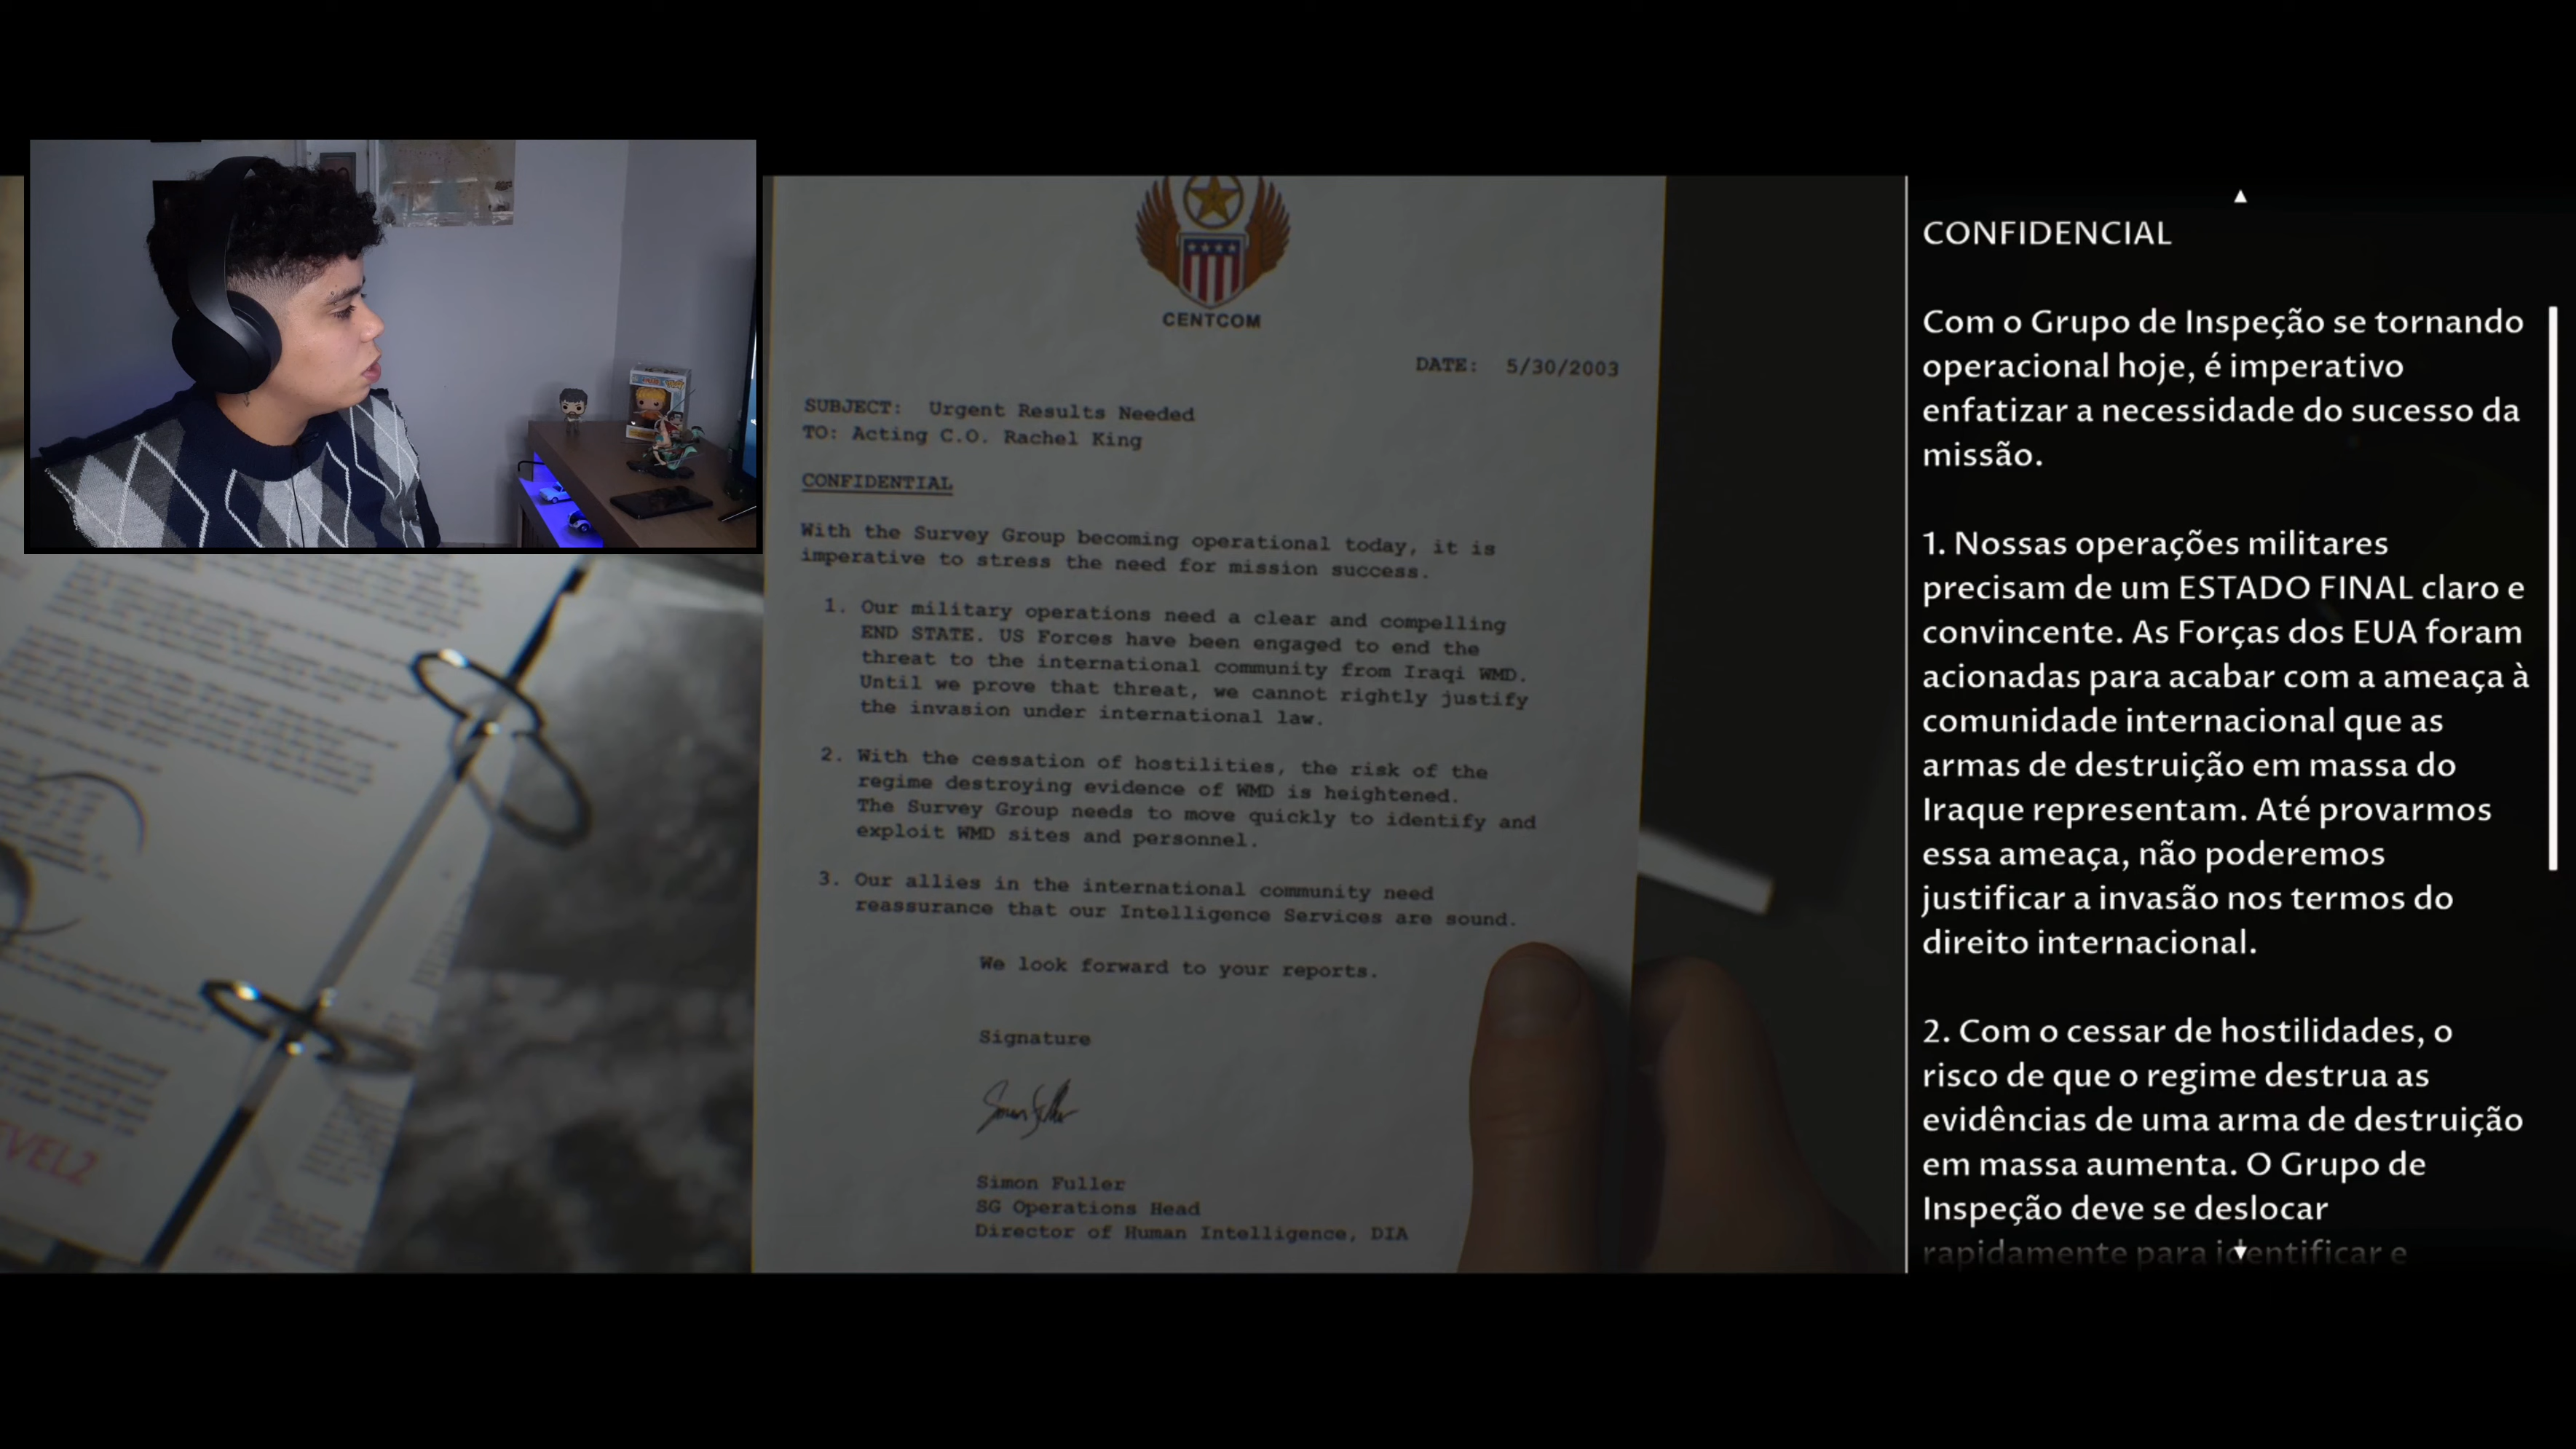 CENTCOM
DATE: 5/30/2003
SUBJECT: Urgent Results Needed
TO: Acting C.O. Rachel King
CONFIDENTIAL
With the Survey Group becoming operational today, it is
imperative to stress the need for mission success.
1. Our military operations need a clear and compelling
END STATE. US Forces have been engaged to end the
threat to the international community from Iraqi WMD.
Until we prove that threat, we cannot rightly justify
the invasion under international law.
2. With the cessation of hostilities, the risk of the
regime destroying evidence of WMD is heightened.
The Survey Group needs to move quickly to identify and
exploit WMD sites and personnel.
3. Our allies in the international community need
reassurance that our Intelligence Services are sound.
We look forward to your reports.
Signature
Simon Fuller
Simon Fuller
SG Operations Head
Director of Human Intelligence, DIA
CONFIDENCIAL
Com o Grupo de Inspeção se tornando
operacional hoje, é imperativo
enfatizar a necessidade do sucesso da
missão.
1. Nossas operações militares
precisam de um ESTADO FINAL claro e
convincente. As Forças dos EUA foram
acionadas para acabar com a ameaça à
comunidade internacional que as
armas de destruição em massa do
Iraque representam. Até provarmos
essa ameaça, não poderemos
justificar a invasão nos termos do
direito internacional.
2. Com o cessar de hostilidades, o
risco de que o regime destrua as
evidências de uma arma de destruição
em massa aumenta. O Grupo de
Inspeção deve se deslocar
rapidamente para identificar e